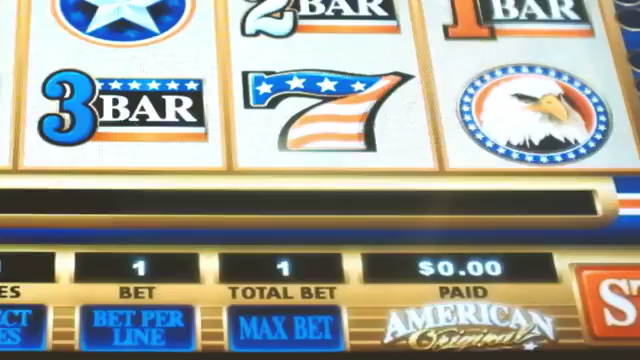 2 BAR
1 BAR
3 BAR
7
1
1
$0.00
BET
TOTAL BET
PAID
BET PER
LINE
MAX BET
AMERICAN
Original